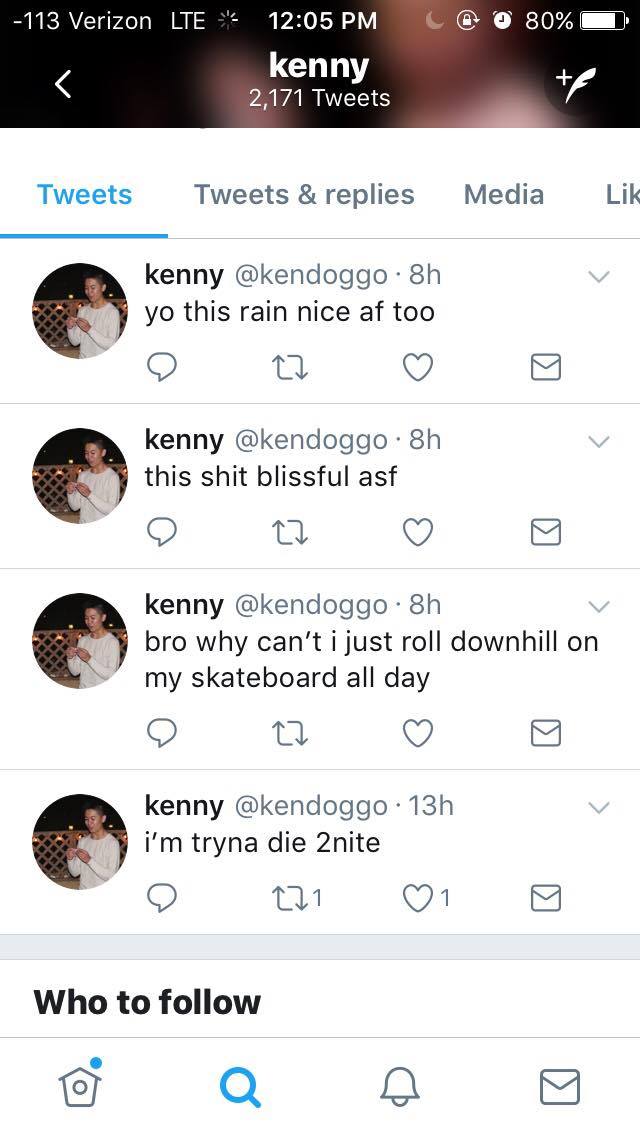 -113 Verizon LTE 12:05 PM 80%
kenny
2,171 Tweets
Tweets Tweets & replies Media Lik
kenny @kendoggo · 8h
yo this rain nice af too
kenny @kendoggo · 8h
this shit blissful asf
kenny @kendoggo · 8h
bro why can't i just roll downhill on
my skateboard all day
kenny @kendoggo · 13h
i'm tryna die 2nite
1 1
Who to follow